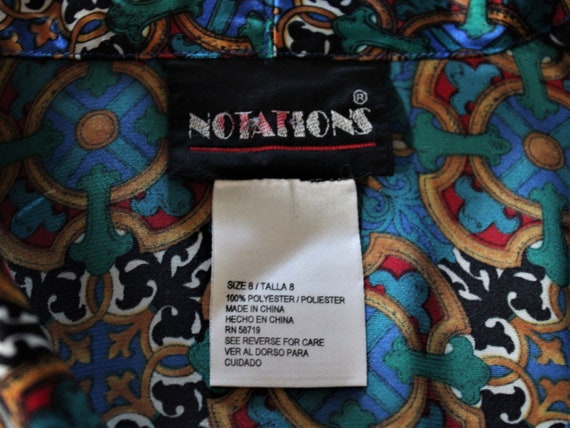 NOTATIONS®
SIZE 8 / TALLA 8
100% POLYESTER / POLIESTER
MADE IN CHINA
HECHO EN CHINA
RN 58719
SEE REVERSE FOR CARE
VER AL DORSO PARA
CUIDADO